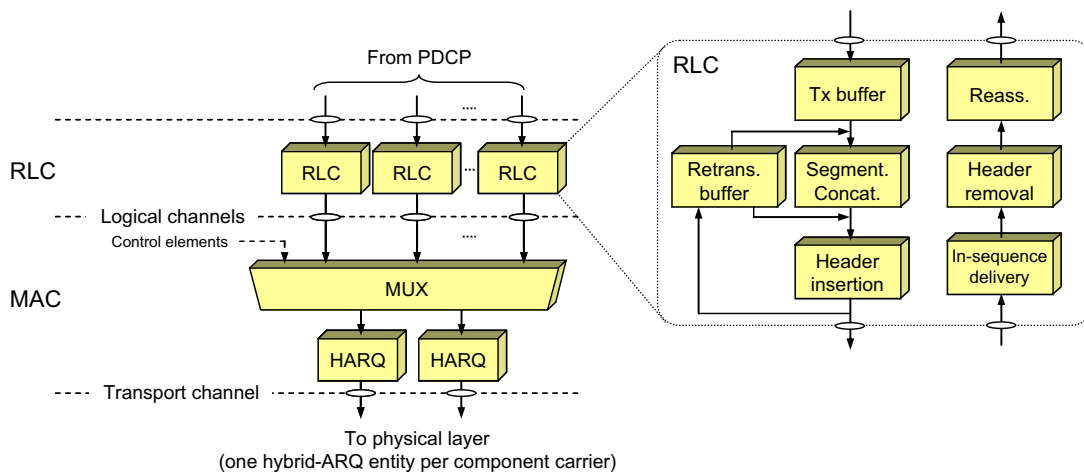 From PDCP
....
RLC
RLC
RLC
...
RLC
Logical channels
....
Control elements
MAC
MUX
HARQ
HARQ
Transport channel
To physical layer
(one hybrid-ARQ entity per component carrier)
RLC
Tx buffer
Reass.
Retrans.
buffer
Segment.
Concat.
Header
removal
Header
insertion
In-sequence
delivery